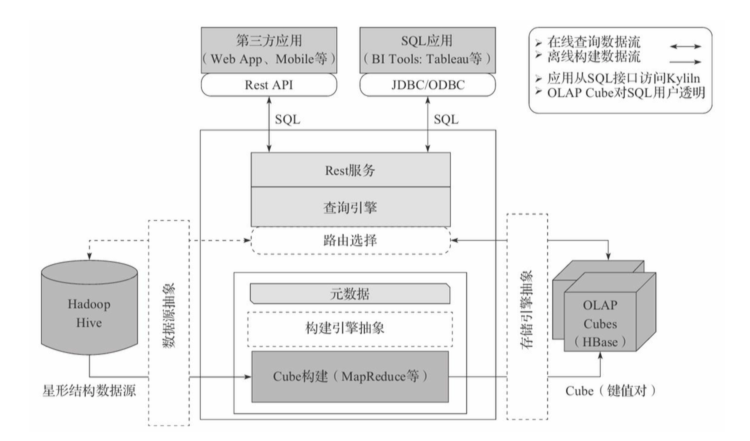 第三方应用
（Web App、Mobile等）
Rest API
SQL应用
（BI Tools: Tableau等）
JDBC/ODBC
➢ 在线查询数据流
➢ 离线构建数据流
➢ 应用从SQL接口访问Kyliln
➢ OLAP Cube对SQL用户透明
SQL
SQL
Rest服务
查询引擎
路由选择
Hadoop
Hive
星形结构数据源
数据源抽象
元数据
构建引擎抽象
Cube构建（MapReduce等）
存储引擎抽象
OLAP
Cubes
（HBase）
Cube（键值对）